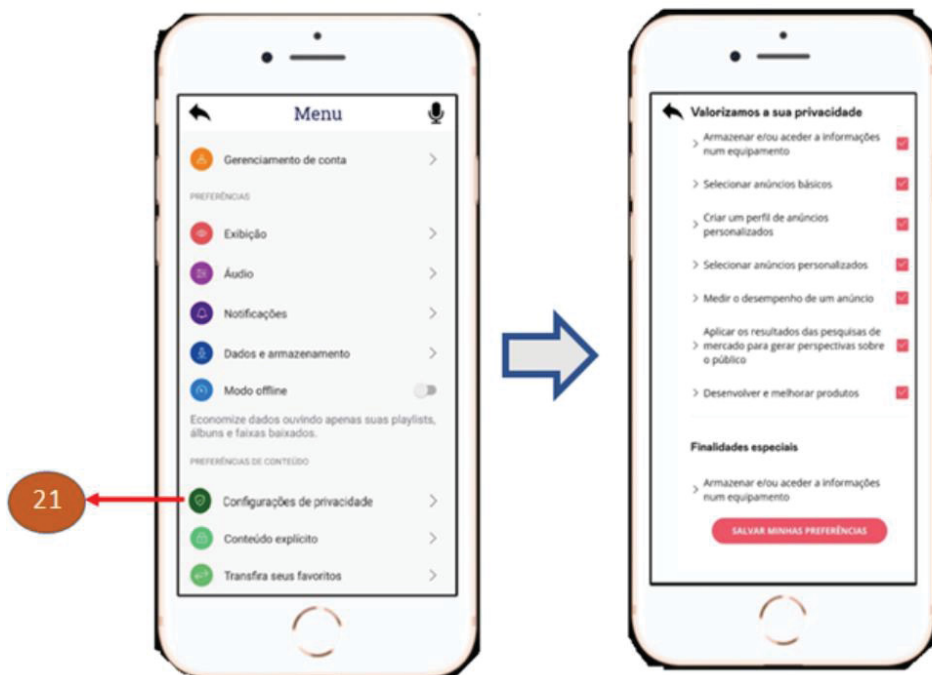 Menu
Gerenciamento de conta
PREFERÊNCIAS
Exibição
Áudio
Notificações
Dados e armazenamento
Modo offline
Economize dados ouvindo apenas suas playlists,
álbuns e faixas baixados.
PREFERÊNCIAS DE CONTEÚDO
21
Configurações de privacidade
Conteúdo explícito
Transfira seus favoritos
Valorizamos a sua privacidade
Armazenar e/ou aceder a informações
num equipamento
Selecionar anúncios básicos
Criar um perfil de anúncios
personalizados
Selecionar anúncios personalizados
Medir o desempenho de um anúncio
Aplicar os resultados das pesquisas de
mercado para gerar perspectivas sobre
o público
Desenvolver e melhorar produtos
Finalidades especiais
Armazenar e/ou aceder a informações
num equipamento
SALVAR MINHAS PREFERÊNCIAS